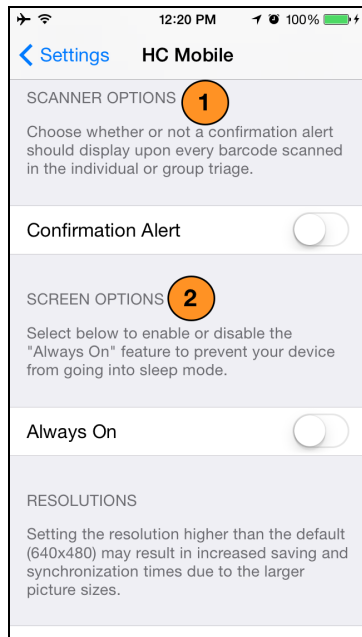 12:20 PM 100%
Settings HC Mobile
SCANNER OPTIONS 1
Choose whether or not a confirmation alert
should display upon every barcode scanned
in the individual or group triage.
Confirmation Alert
SCREEN OPTIONS 2
Select below to enable or disable the
"Always On" feature to prevent your device
from going into sleep mode.
Always On
RESOLUTIONS
Setting the resolution higher than the default
(640x480) may result in increased saving and
synchronization times due to the larger
picture sizes.